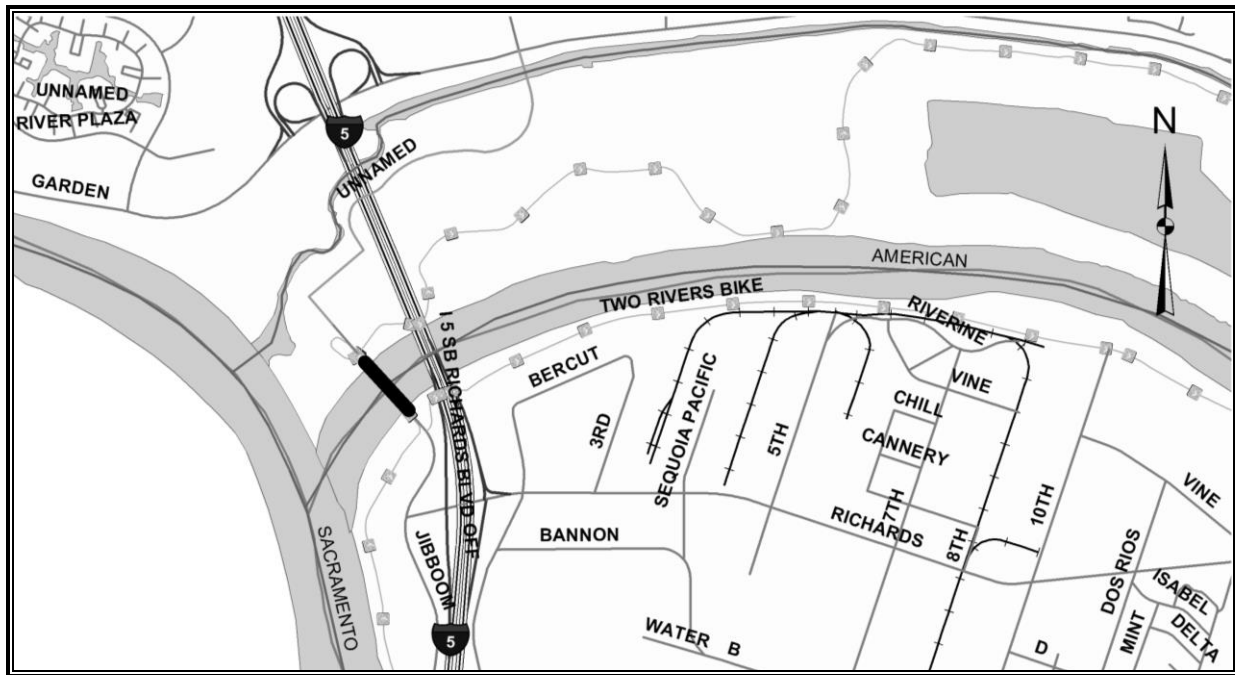 UNNAMED
RIVER PLAZA
GARDEN
5
UNNAMED
N
AMERICAN
TWO RIVERS BIKE
RIVERINE
I 5 SB RICHARDS BLVD OFF
BERCUT
3RD
SEQUOIA PACIFIC
5TH
VINE
CHILL
CANNERY
7TH
8TH
10TH
VINE
RICHARDS
BANNON
JIBBOOM
SACRAMENTO
DOS RIOS
ISABEL
DELTA
MINT
WATER B
D
5